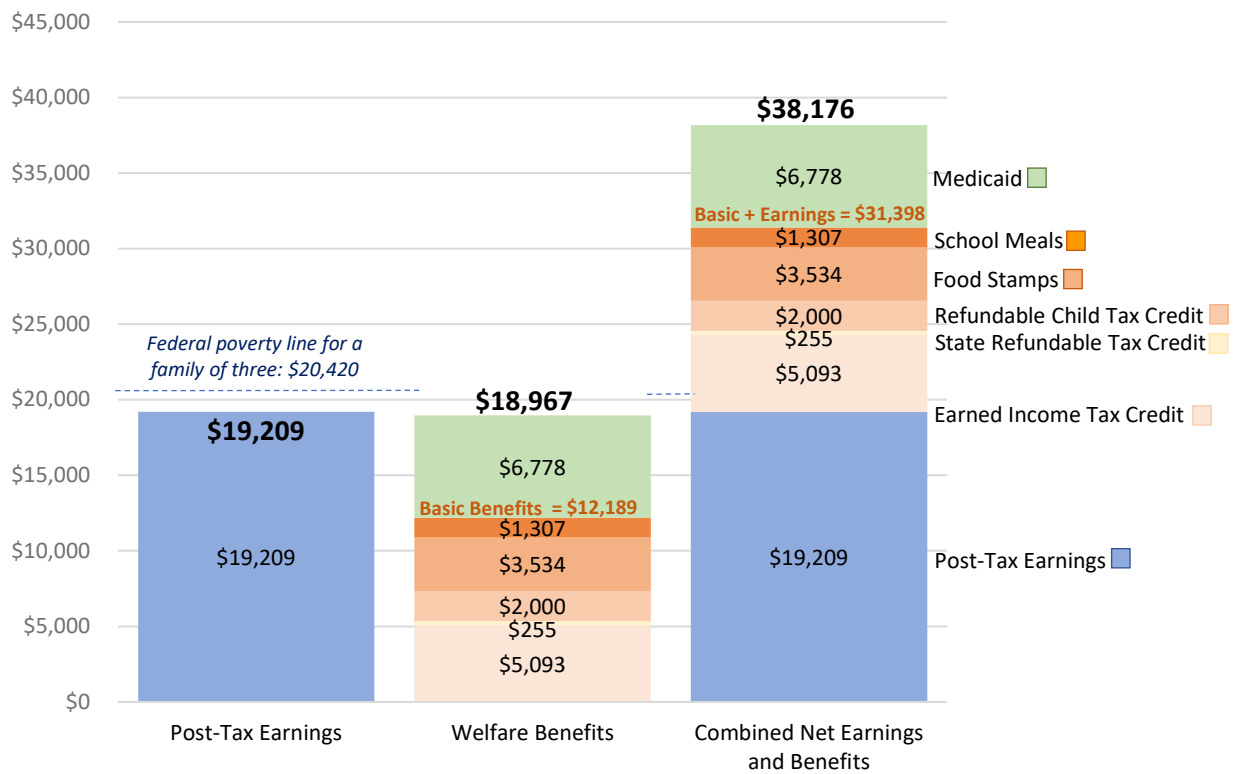 $45,000
$40,000
$35,000
$30,000
$25,000
$20,000
$15,000
$10,000
$5,000
$0
Federal poverty line for a
family of three: $20,420
$19,209
$19,209
Post-Tax Earnings
$18,967
$6,778
Basic Benefits = $12,189
$1,307
$3,534
$2,000
$255
$5,093
Welfare Benefits
$38,176
$6,778
Basic + Earnings = $31,398
$1,307
$3,534
$2,000
$255
$5,093
$19,209
Combined Net Earnings
and Benefits
Medicaid
School Meals
Food Stamps
Refundable Child Tax Credit
State Refundable Tax Credit
Earned Income Tax Credit
Post-Tax Earnings